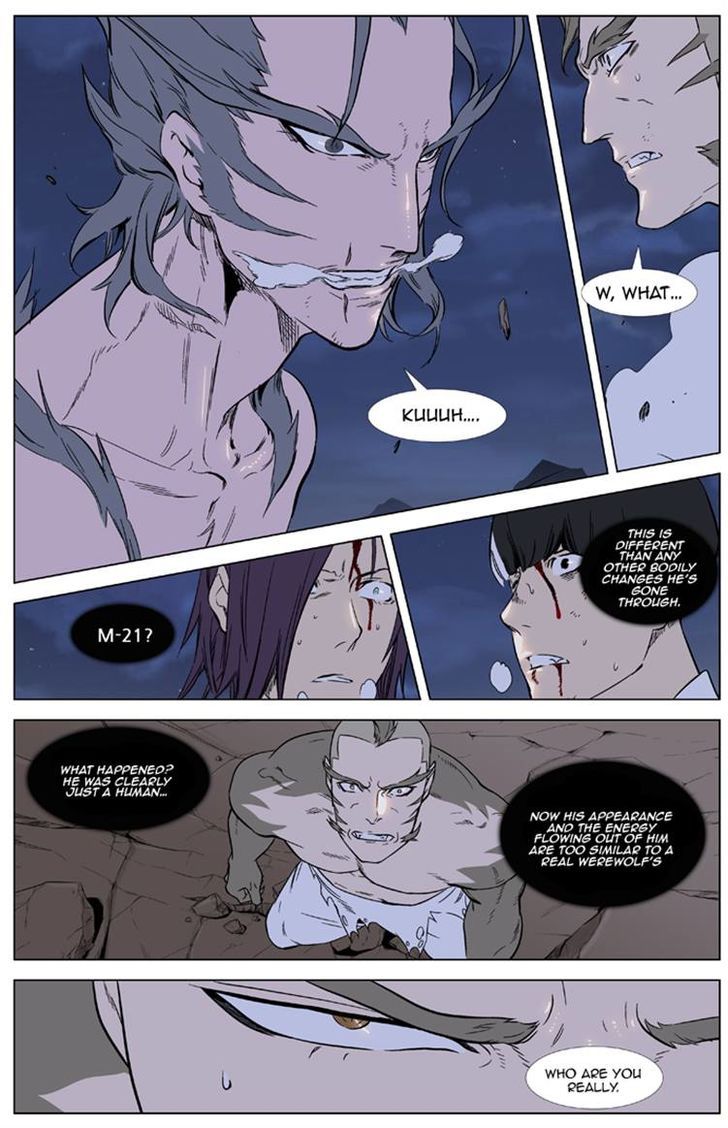 W, WHAT...
KUUUH....
THIS IS
DIFFERENT
THAN ANY
OTHER BODILY
CHANGES HE'S
GONE
THROUGH.
M-21?
WHAT HAPPENED?
HE WAS CLEARLY
JUST A HUMAN...
NOW HIS APPEARANCE
AND THE ENERGY
FLOWING OUT OF HIM
ARE TOO SIMILAR TO A
REAL WEREWOLF'S
WHO ARE YOU
REALLY.